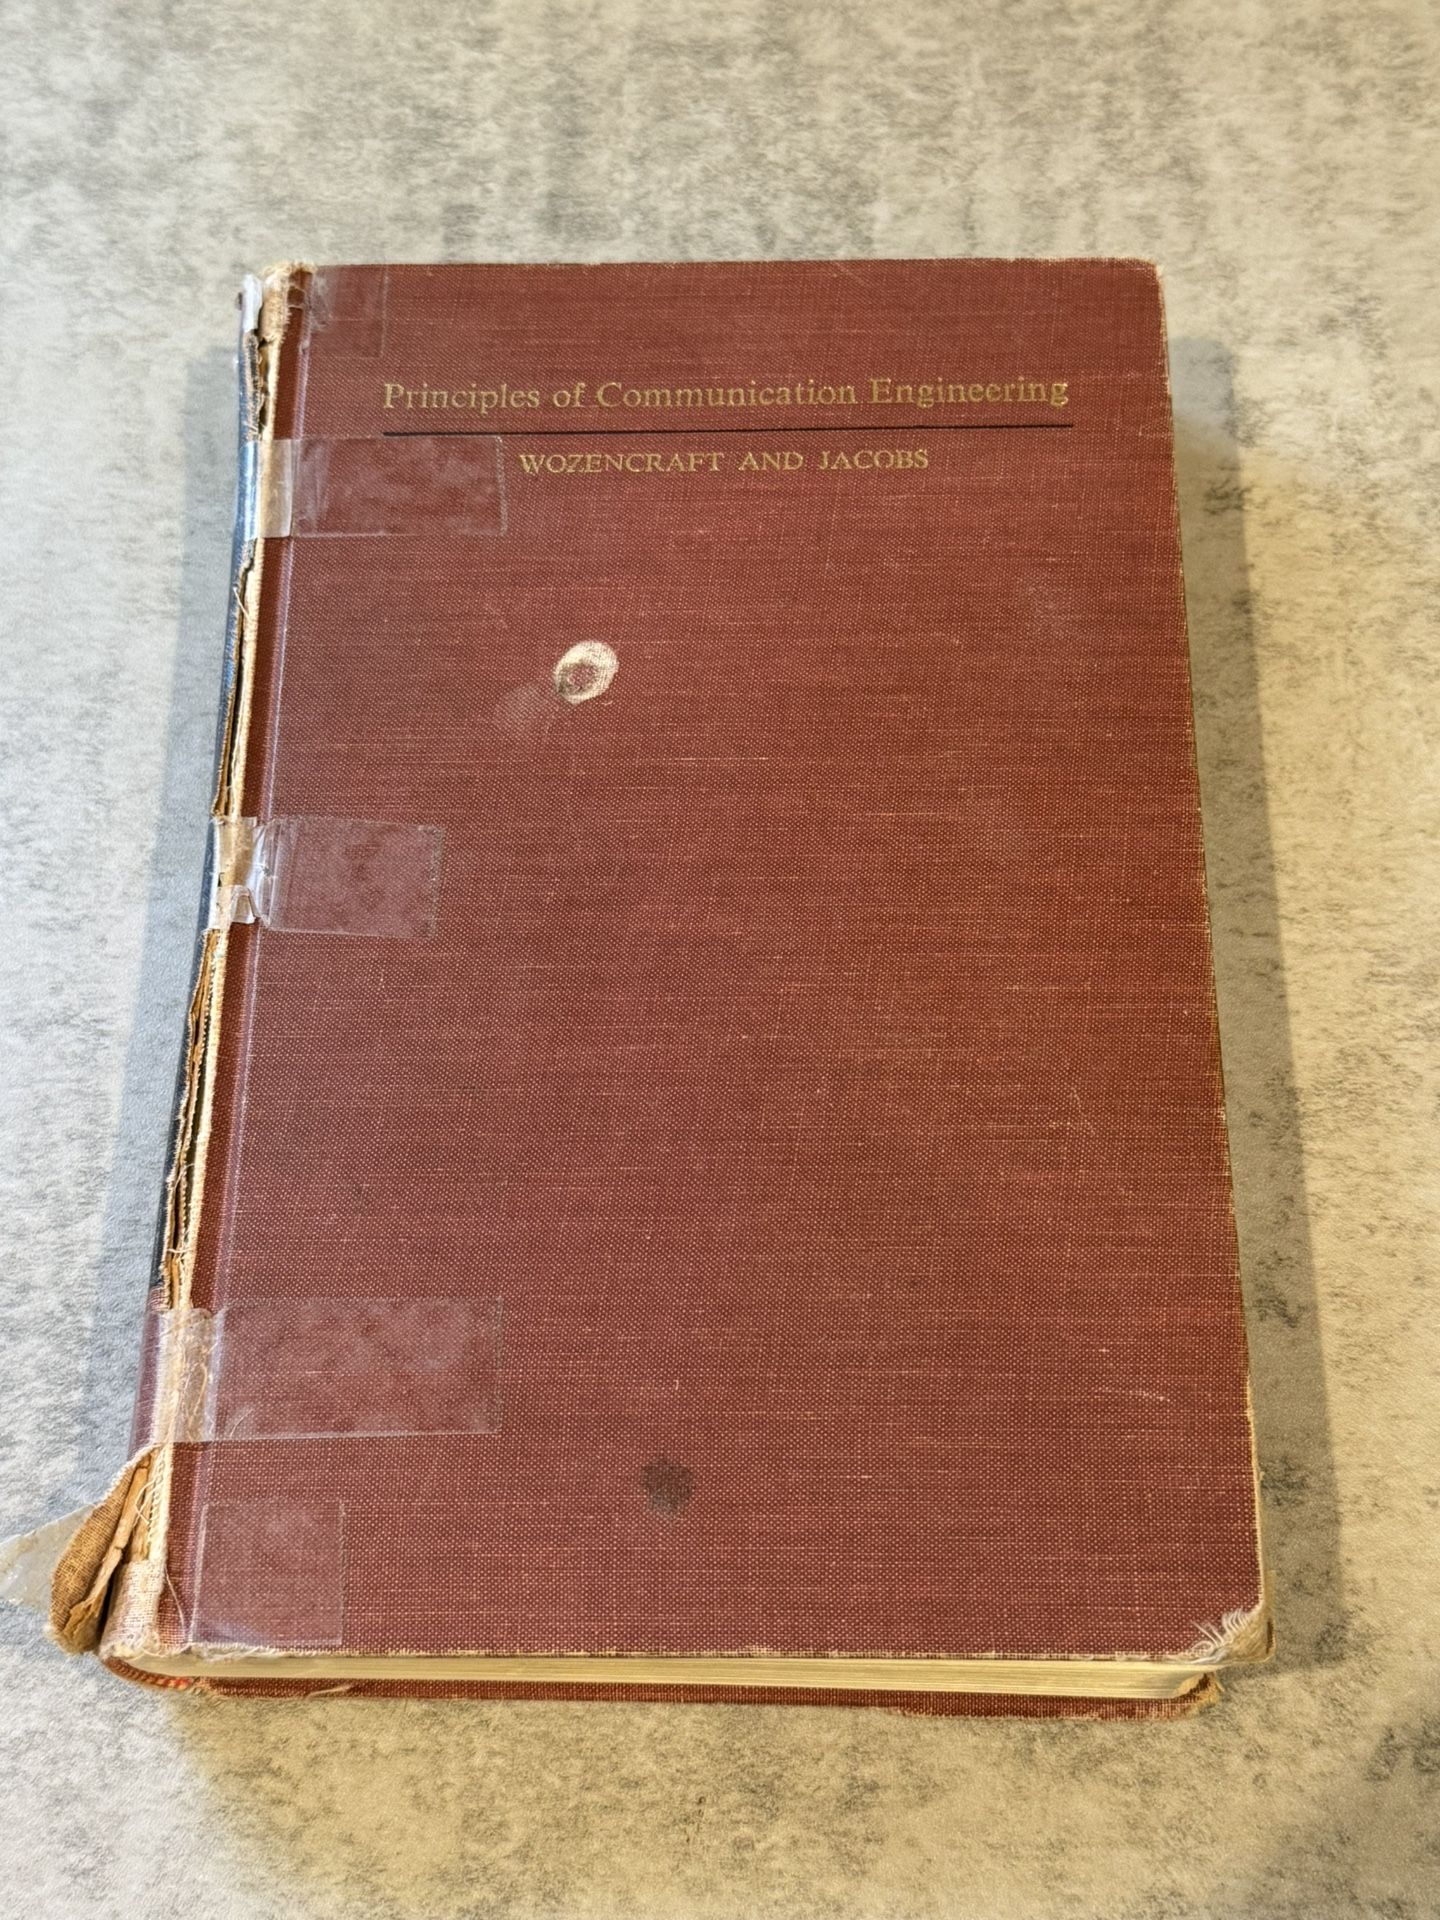 Principles of Communication Engineering
WOZENCRAFT AND JACOBS